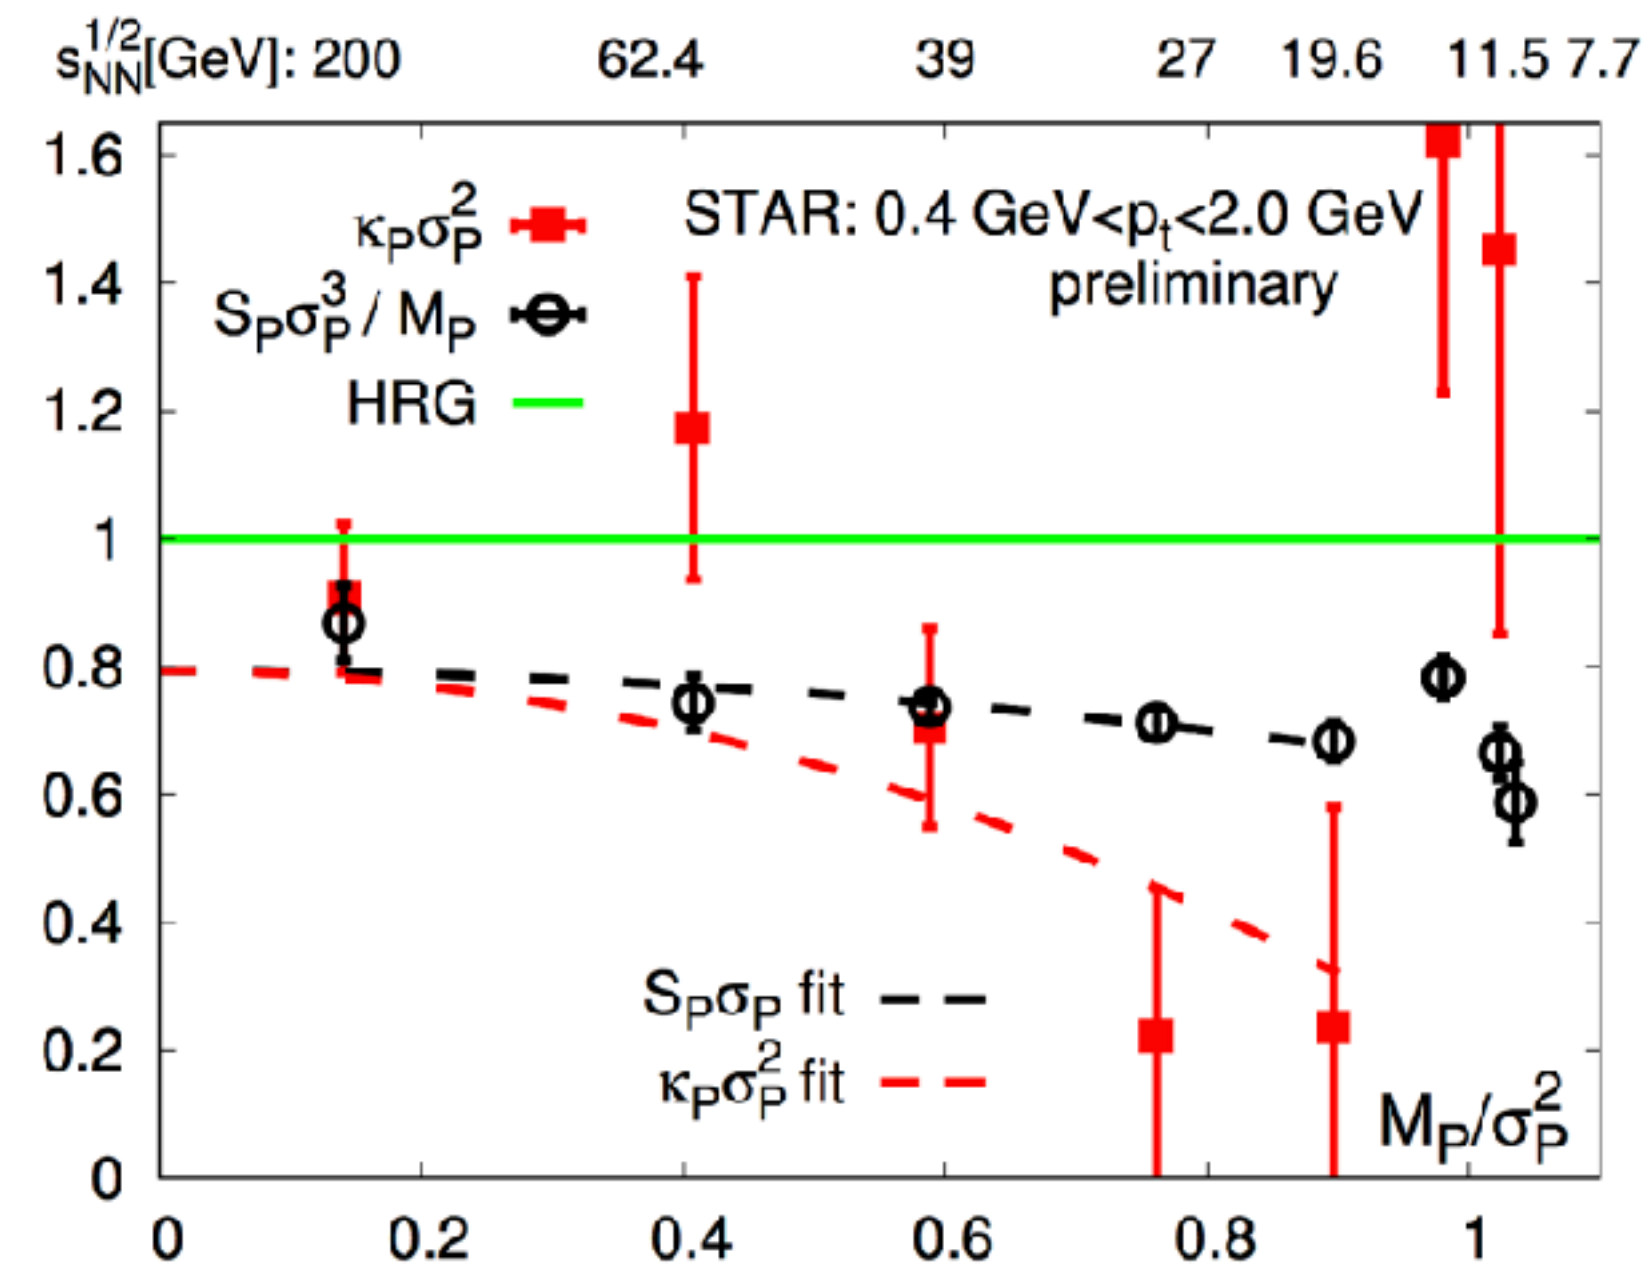 s_NN^1/2[GeV]: 200 62.4 39 27 19.6 11.5 7.7
1.6
1.4
1.2
1
0.8
0.6
0.4
0.2
0
κ_Pσ_P^2
S_Pσ_P^3 / M_P
HRG
STAR: 0.4 GeV<p_t<2.0 GeV
preliminary
S_Pσ_P fit
κ_Pσ_P^2 fit
M_P/σ_P^2
0 0.2 0.4 0.6 0.8 1